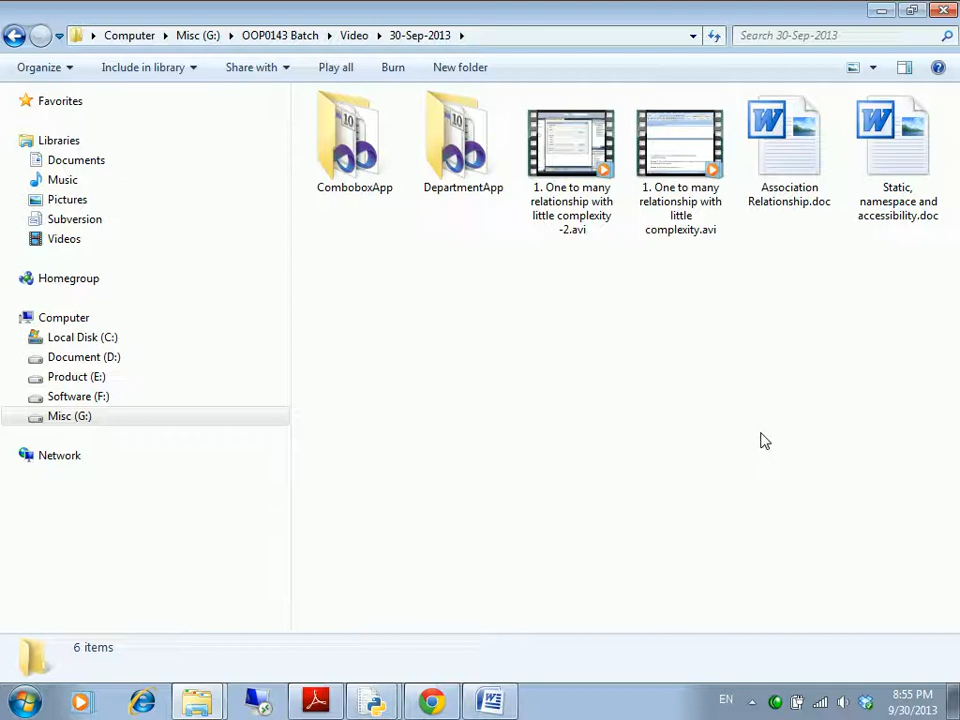 Computer Misc (G:) OOP0143 Batch Video 30-Sep-2013 Search 30-Sep-2013
Organize Include in library Share with Play all Burn New folder
Favorites
Libraries
Documents
Music
Pictures
Subversion
Videos
Homegroup
Computer
Local Disk (C:)
Document (D:)
Product (E:)
Software (F:)
Misc (G:)
Network
ComboboxApp
DepartmentApp
1. One to many
relationship with
little complexity
-2.avi
1. One to many
relationship with
little
complexity.avi
Association
Relationship.doc
Static,
namespace and
accessibility.doc
6 items
EN
8:55 PM
9/30/2013